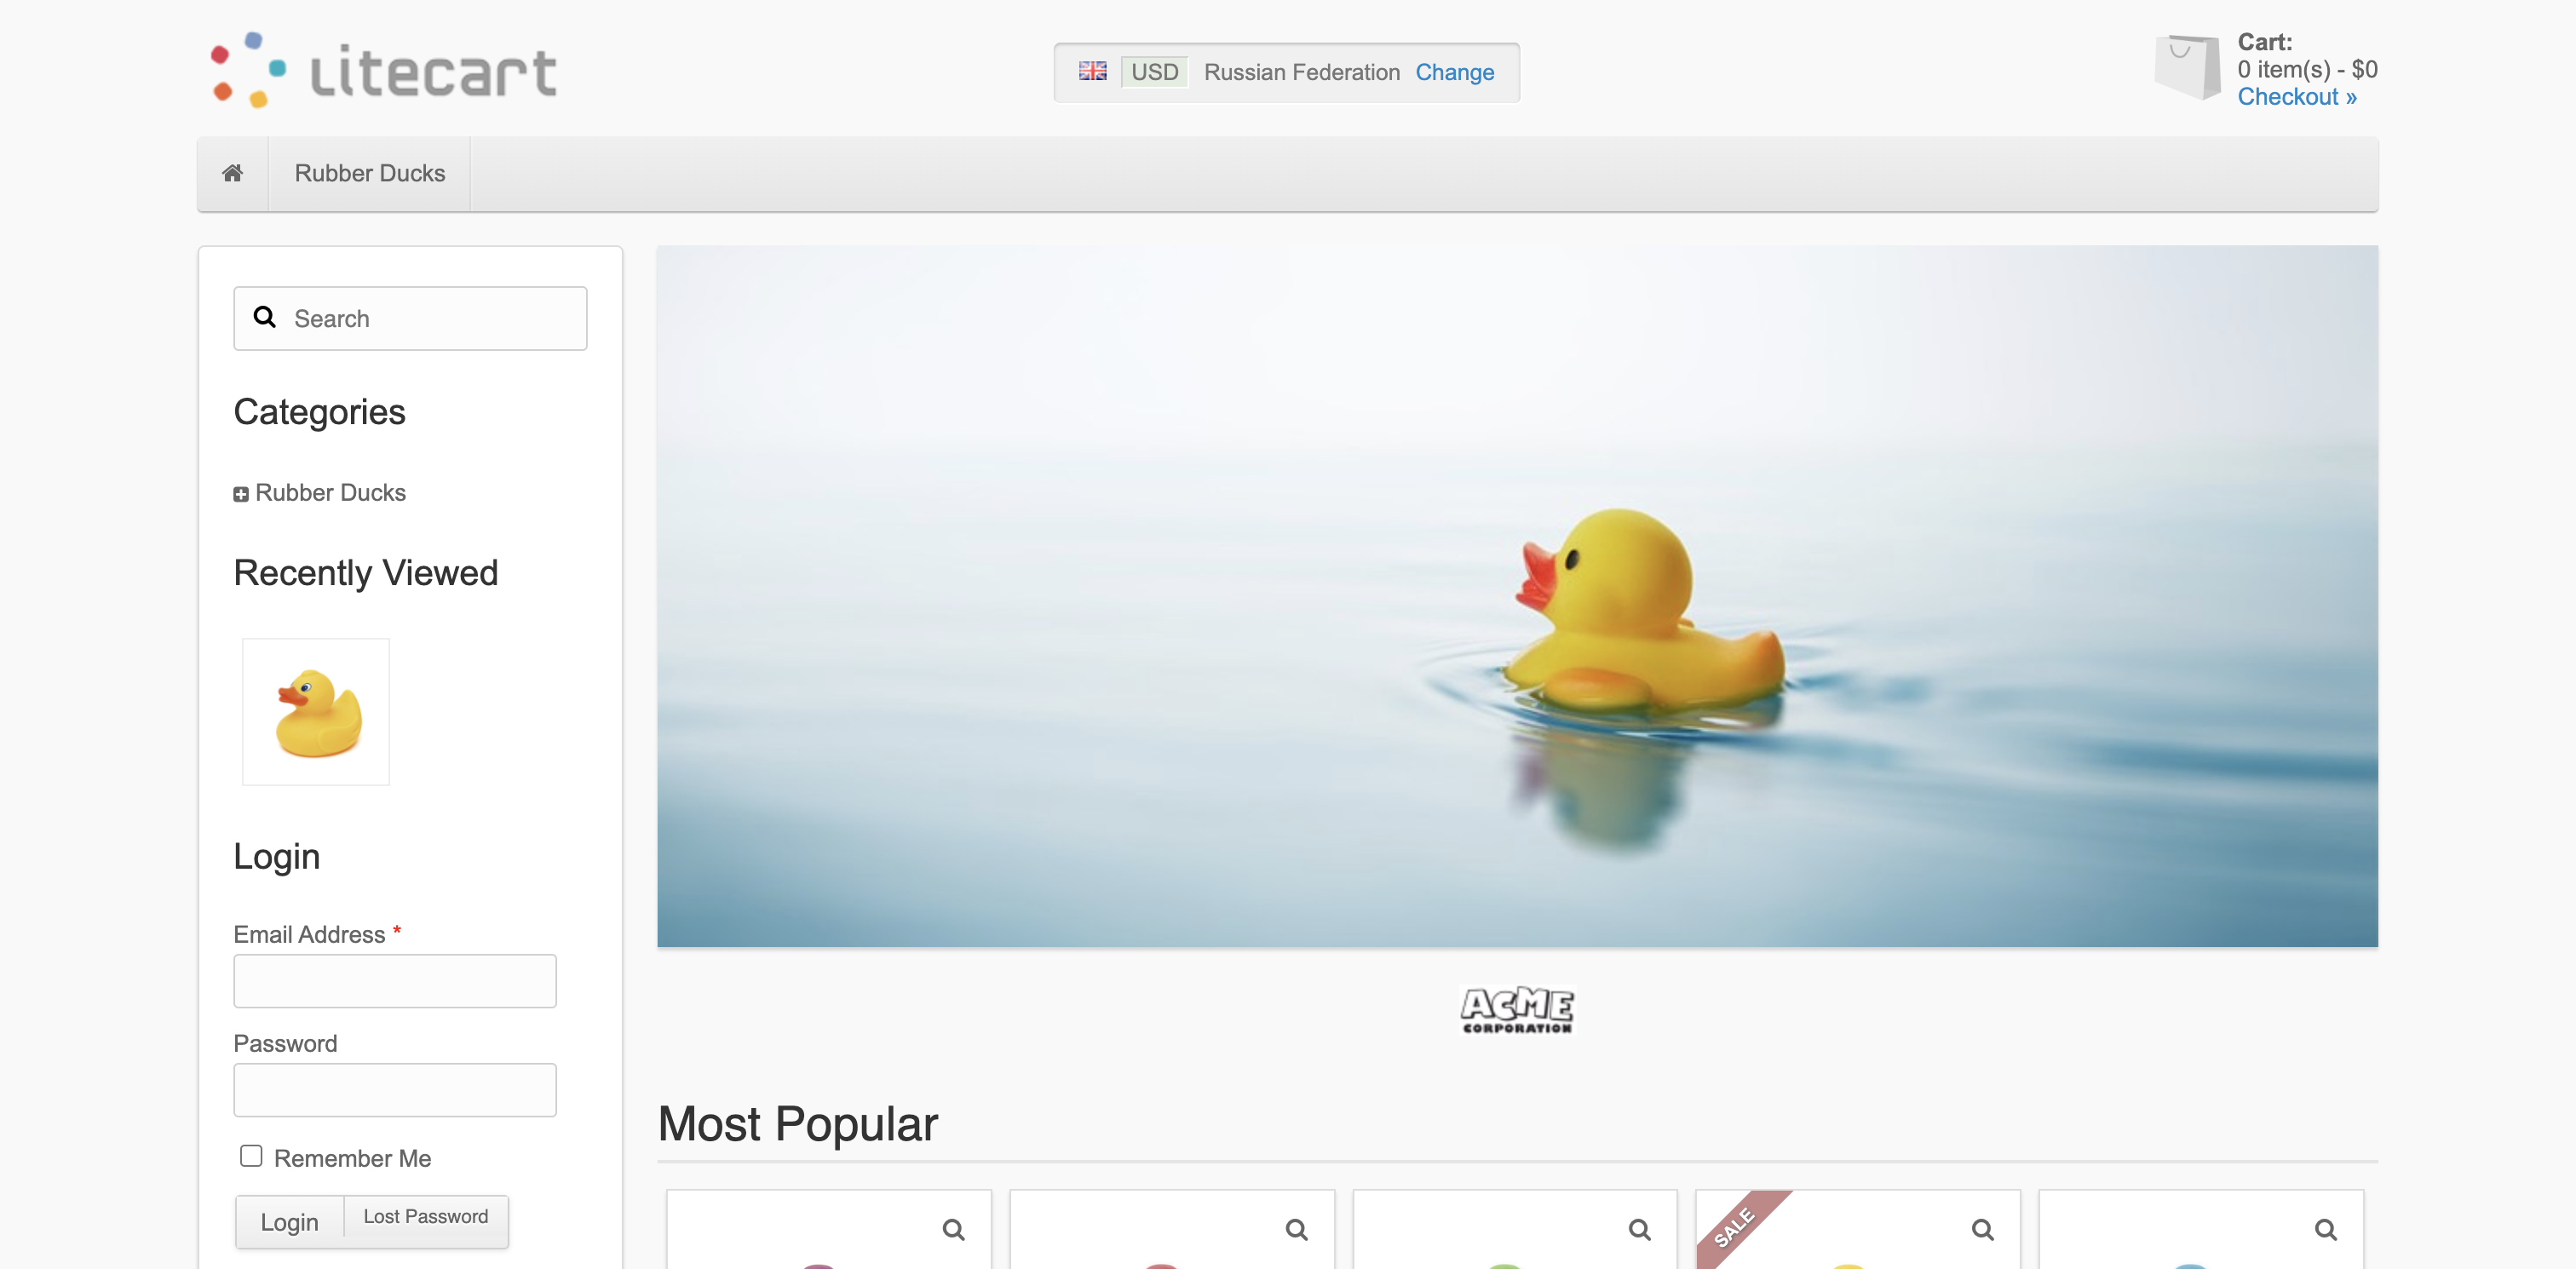 litecart
USD Russian Federation Change
Cart:
0 item(s) - $0
Checkout »
Rubber Ducks
Search
Categories
Rubber Ducks
Recently Viewed
Login
Email Address *
Password
Remember Me
Login Lost Password
ACME
CORPORATION
Most Popular
SALE